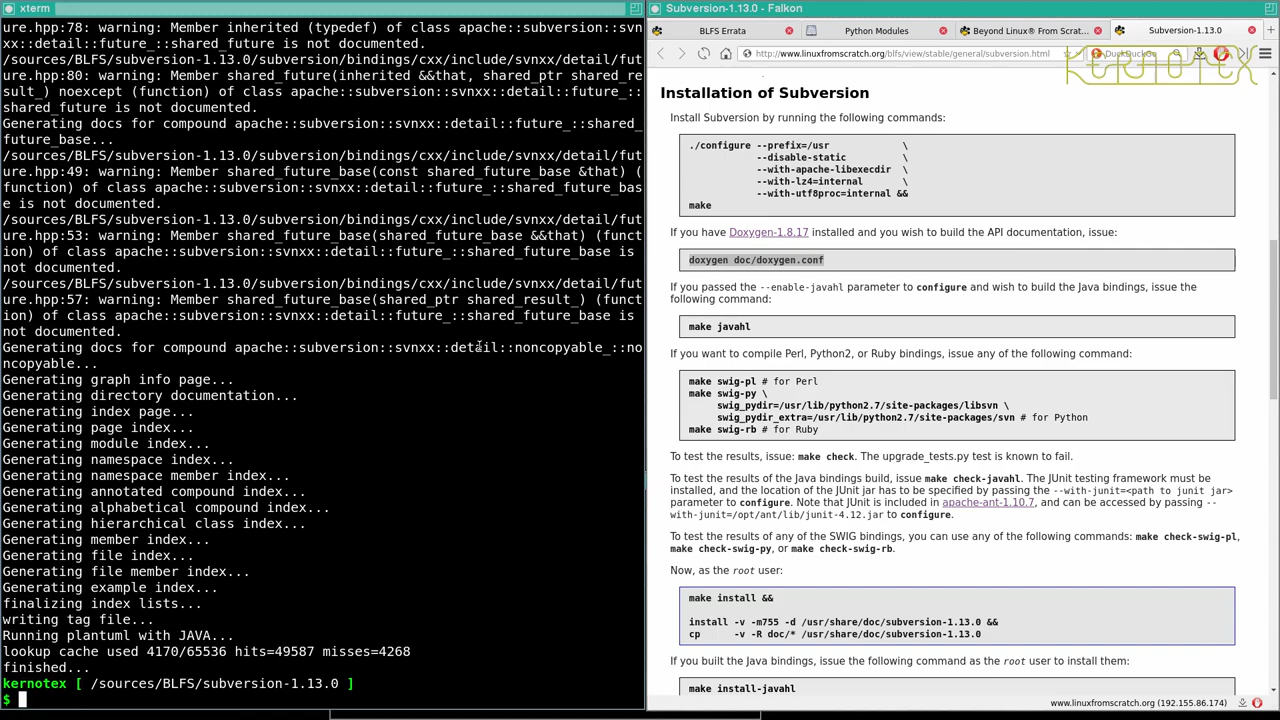 xterm
ure.hpp:78: warning: Member inherited (typedef) of class apache::subversion::svn
xx::detail::future_::shared_future is not documented.
/sources/BLFS/subversion-1.13.0/subversion/bindings/cxx/include/svnxx/detail/fut
ure.hpp:80: warning: Member shared_future(inherited &&that, shared_ptr shared_re
sult_) noexcept (function) of class apache::subversion::svnxx::detail::future_::
shared_future is not documented.
Generating docs for compound apache::subversion::svnxx::detail::future_::shared_
future_base...
/sources/BLFS/subversion-1.13.0/subversion/bindings/cxx/include/svnxx/detail/fut
ure.hpp:49: warning: Member shared_future_base(const shared_future_base &that) (
function) of class apache::subversion::svnxx::detail::future_::shared_future_bas
e is not documented.
/sources/BLFS/subversion-1.13.0/subversion/bindings/cxx/include/svnxx/detail/fut
ure.hpp:53: warning: Member shared_future_base(shared_future_base &&that) (funct
ion) of class apache::subversion::svnxx::detail::future_::shared_future_base is
not documented.
/sources/BLFS/subversion-1.13.0/subversion/bindings/cxx/include/svnxx/detail/fut
ure.hpp:57: warning: Member shared_future_base(shared_ptr shared_result_) (funct
ion) of class apache::subversion::svnxx::detail::future_::shared_future_base is
not documented.
Generating docs for compound apache::subversion::svnxx::detail::noncopyable_::no
ncopyable...
Generating graph info page...
Generating directory documentation...
Generating index page...
Generating page index...
Generating module index...
Generating namespace index...
Generating namespace member index...
Generating annotated compound index...
Generating alphabetical compound index...
Generating hierarchical class index...
Generating member index...
Generating file index...
Generating file member index...
Generating example index...
finalizing index lists...
writing tag file...
Running plantuml with JAVA...
lookup cache used 4170/65536 hits=49587 misses=4268
finished...
kernotex [ /sources/BLFS/subversion-1.13.0 ]
$
Subversion-1.13.0 - Falkon
BLFS Errata
Python Modules
Beyond Linux® From Scrat...
Subversion-1.13.0
http://www.linuxfromscratch.org/blfs/view/stable/general/subversion.html
DuckDuckGo
KERNOTEX
Installation of Subversion
Install Subversion by running the following commands:
./configure --prefix=/usr \
--disable-static \
--with-apache-libexecdir \
--with-lz4=internal \
--with-utf8proc=internal &&
make
If you have Doxygen-1.8.17 installed and you wish to build the API documentation, issue:
doxygen doc/doxygen.conf
If you passed the --enable-javahl parameter to configure and wish to build the Java bindings, issue the
following command:
make javahl
If you want to compile Perl, Python2, or Ruby bindings, issue any of the following command:
make swig-pl # for Perl
make swig-py \
swig_pydir=/usr/lib/python2.7/site-packages/libsvn \
swig_pydir_extra=/usr/lib/python2.7/site-packages/svn # for Python
make swig-rb # for Ruby
To test the results, issue: make check. The upgrade_tests.py test is known to fail.
To test the results of the Java bindings build, issue make check-javahl. The JUnit testing framework must be
installed, and the location of the JUnit jar has to be specified by passing the --with-junit=<path to junit jar>
parameter to configure. Note that JUnit is included in apache-ant-1.10.7, and can be accessed by passing --
with-junit=/opt/ant/lib/junit-4.12.jar to configure.
To test the results of any of the SWIG bindings, you can use any of the following commands: make check-swig-pl,
make check-swig-py, or make check-swig-rb.
Now, as the root user:
make install &&
install -v -m755 -d /usr/share/doc/subversion-1.13.0 &&
cp -v -R doc/* /usr/share/doc/subversion-1.13.0
If you built the Java bindings, issue the following command as the root user to install them:
make install-javahl
www.linuxfromscratch.org (192.155.86.174)